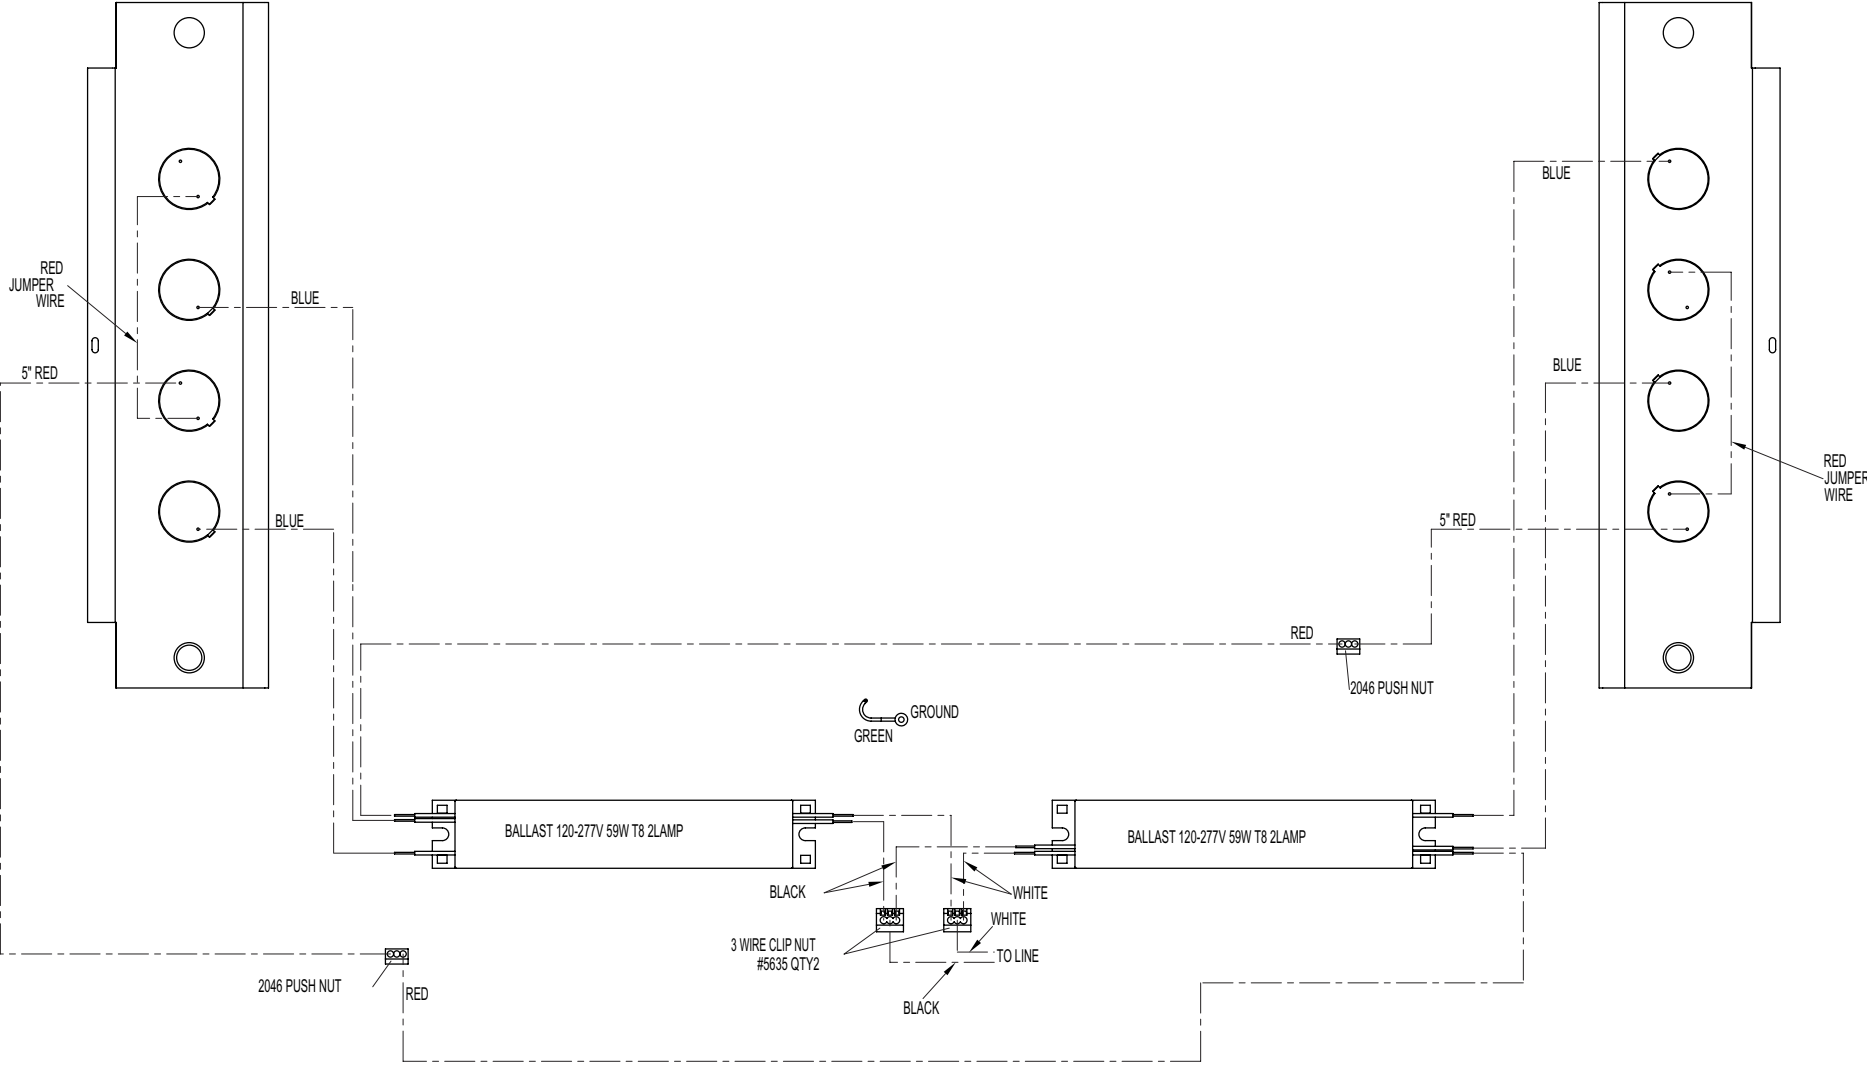 BLUE
RED
JUMPER
WIRE
BLUE
BLUE
5" RED
RED
JUMPER
WIRE
BLUE
5" RED
RED
2046 PUSH NUT
GROUND
GREEN
BALLAST 120-277V 59W T8 2LAMP
BALLAST 120-277V 59W T8 2LAMP
BLACK
WHITE
WHITE
3 WIRE CLIP NUT
#5635 QTY2
TO LINE
2046 PUSH NUT
RED
BLACK